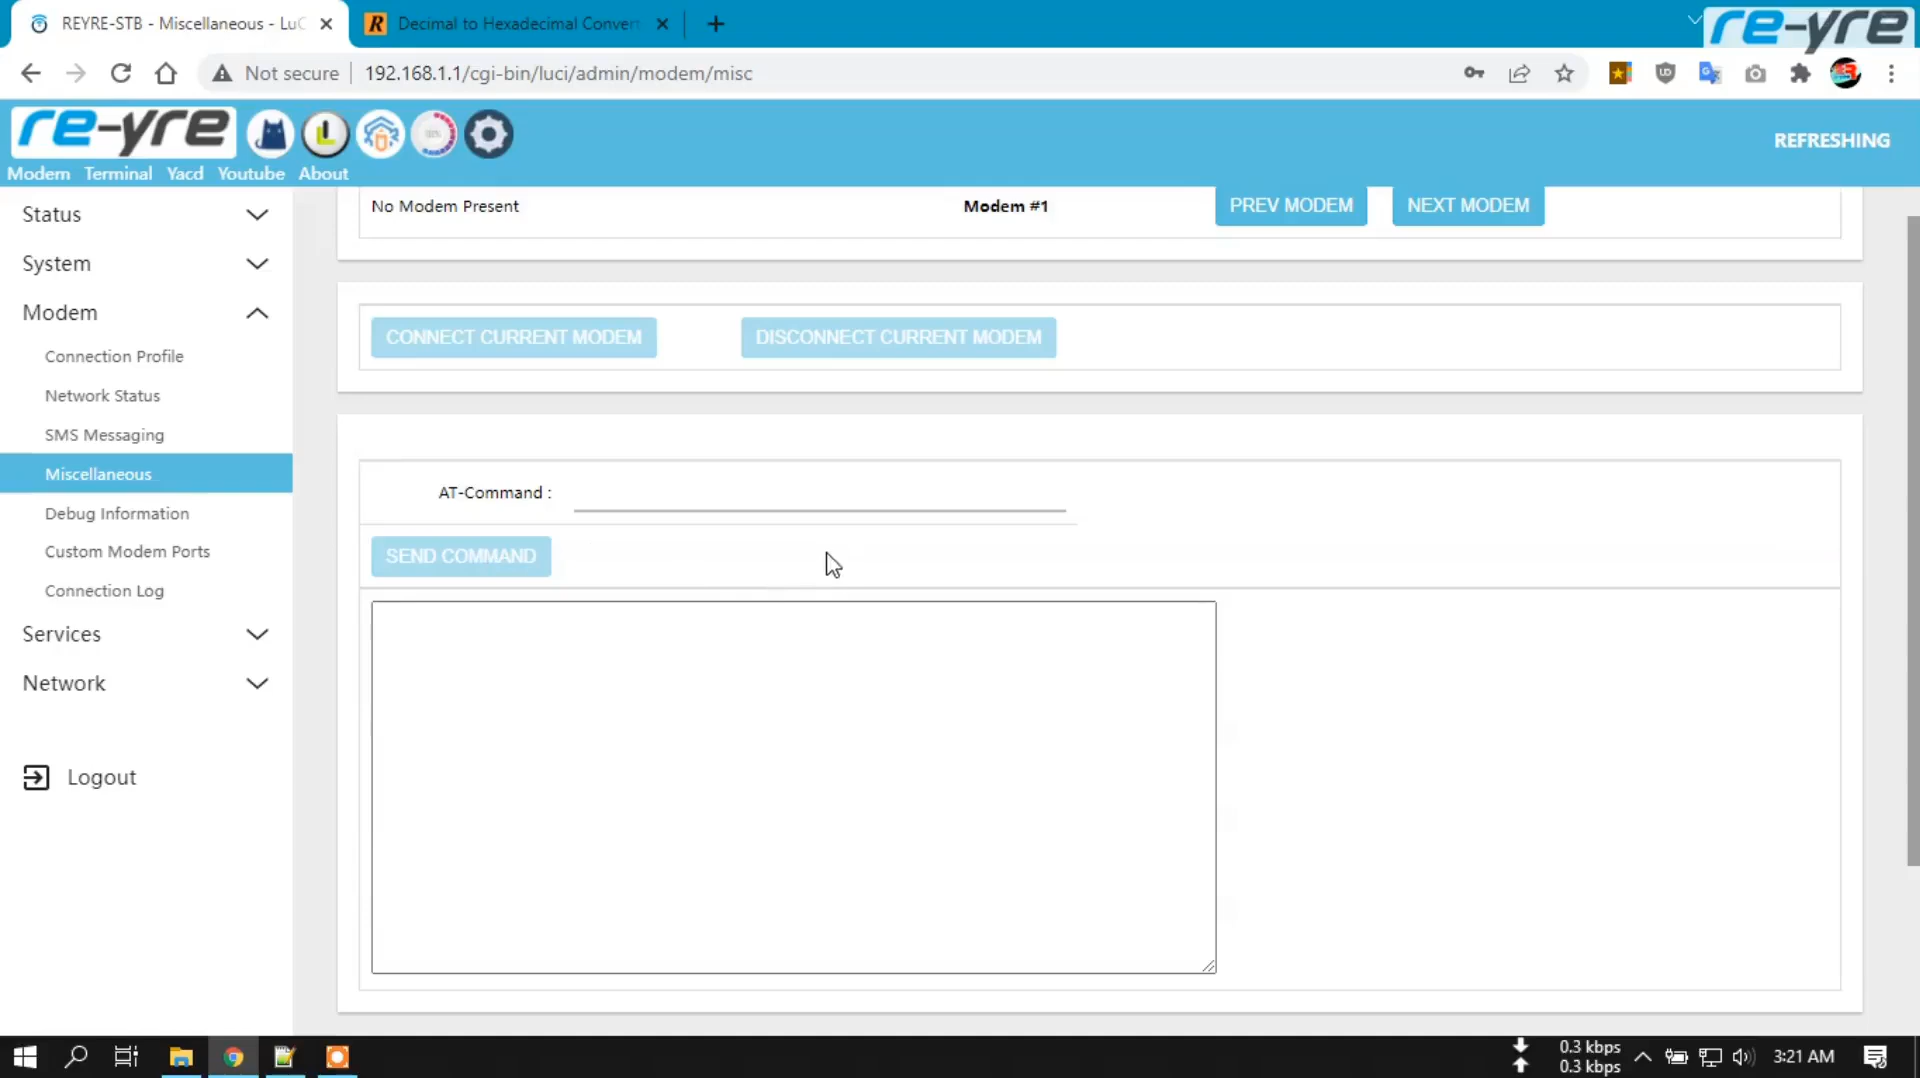 REYRE-STB - Miscellaneous - LuC
Decimal to Hexadecimal Convert
re-yre
Not secure
192.168.1.1/cgi-bin/luci/admin/modem/misc
re-yre
REFRESHING
Modem Terminal Yacd Youtube About
Status
No Modem Present
Modem #1
PREV MODEM
NEXT MODEM
System
Modem
CONNECT CURRENT MODEM
DISCONNECT CURRENT MODEM
Connection Profile
Network Status
SMS Messaging
Miscellaneous
AT-Command :
Debug Information
Custom Modem Ports
SEND COMMAND
Connection Log
Services
Network
Logout
0.3 kbps
0.3 kbps
3:21 AM